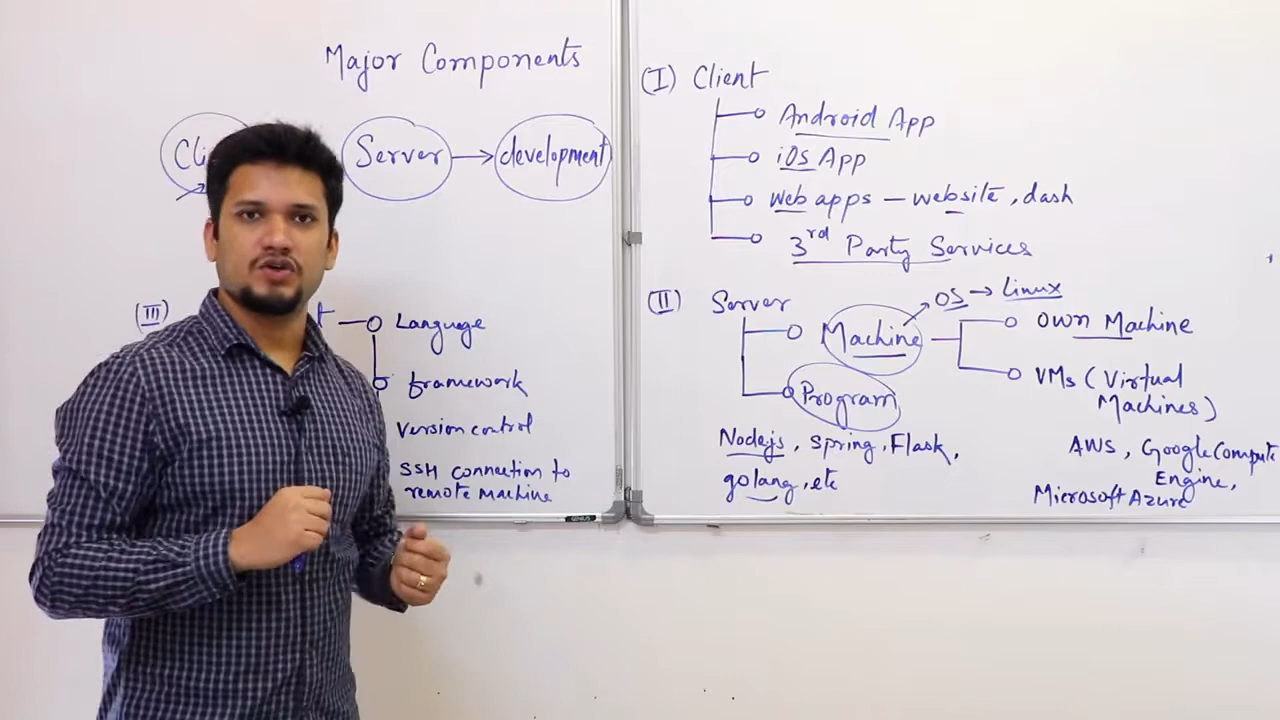 Major Components
Server → development
(III)
Language
framework
Version control
SSH connection to
remote machine
(I) Client
Android App
iOS App
Web apps – website, dash
3rd Party Services
(II) Server
Machine
OS → Linux
Own Machine
VMs (Virtual
Machines)
Program
Nodejs, Spring, Flask,
golang, etc
AWS, Google Compute
Engine,
Microsoft Azure
GENIUS